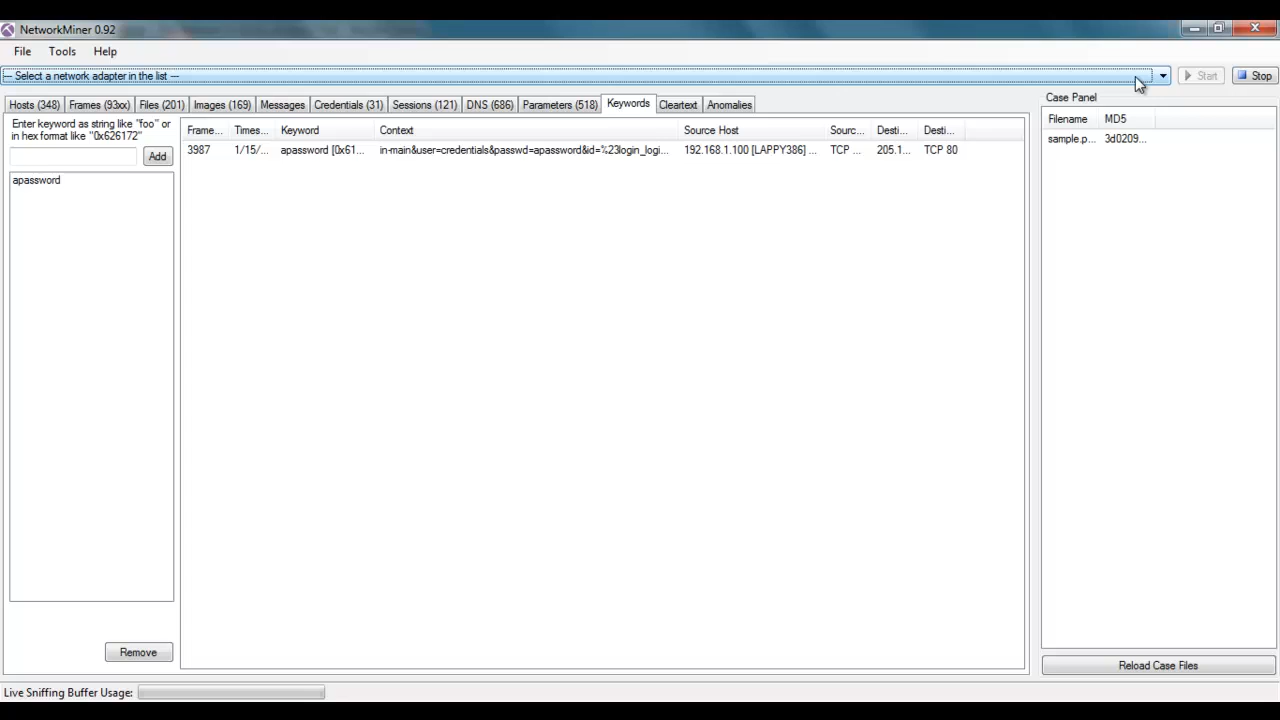 NetworkMiner 0.92
File Tools Help
--- Select a network adapter in the list ---
Start Stop
Hosts (348) Frames (93xx) Files (201) Images (169) Messages Credentials (31) Sessions (121) DNS (686) Parameters (518) Keywords Cleartext Anomalies
Case Panel
Enter keyword as string like "foo" or
in hex format like "0x626172"
Add
apassword
Remove
Frame... Times... Keyword Context Source Host Sourc... Desti... Desti...
3987 1/15/... apassword [0x61... in-main&user=credentials&passwd=apassword&id=%23login_logi... 192.168.1.100 [LAPPY386] ... TCP ... 205.1... TCP 80
Filename MD5
sample.p... 3d0209...
Reload Case Files
Live Sniffing Buffer Usage: